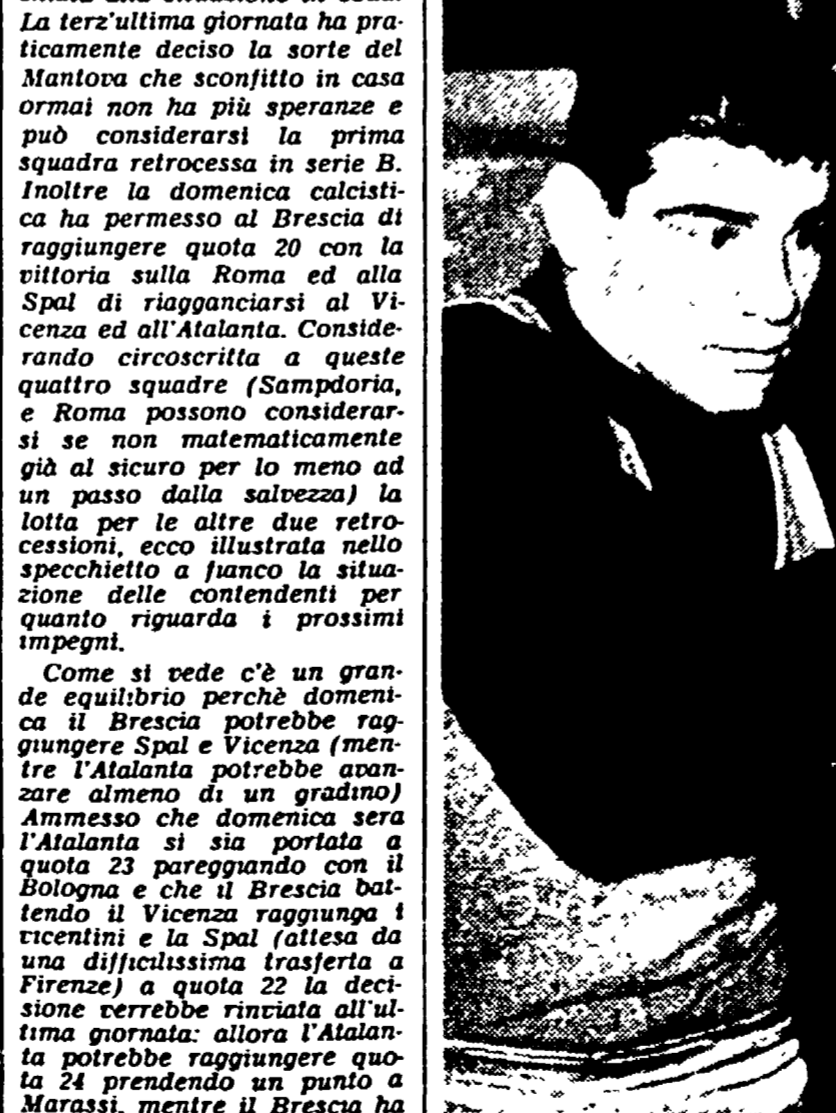 La terz'ultima giornata ha pra-
ticamente deciso la sorte del
Mantova che sconfitto in casa
ormai non ha più speranze e
può considerarsi la prima
squadra retrocessa in serie B.
Inoltre la domenica calcisti-
ca ha permesso al Brescia di
raggiungere quota 20 con la
vittoria sulla Roma ed alla
Spal di riagganciarsi al Vi-
cenza ed all'Atalanta. Conside-
rando circoscritta a queste
quattro squadre (Sampdoria,
e Roma possono considerar-
si se non matematicamente
già al sicuro per lo meno ad
un passo dalla salvezza) la
lotta per le altre due retro-
cessioni, ecco illustrata nello
specchietto a fianco la situa-
zione delle contendenti per
quanto riguarda i prossimi
impegni.
Come si vede c'è un gran-
de equilibrio perchè domeni-
ca il Brescia potrebbe rag-
giungere Spal e Vicenza (men-
tre l'Atalanta potrebbe avan-
zare almeno di un gradino)
Ammesso che domenica sera
l'Atalanta si sia portata a
quota 23 pareggiando con il
Bologna e che il Brescia bat-
tendo il Vicenza raggiunga i
vicentini e la Spal (attesa da
una difficilissima trasferta a
Firenze) a quota 22 la deci-
sione verrebbe rinviata all'ul-
tima giornata: allora l'Atalan-
ta potrebbe raggiungere quo-
ta 24 prendendo un punto a
Marassi, mentre il Brescia ha